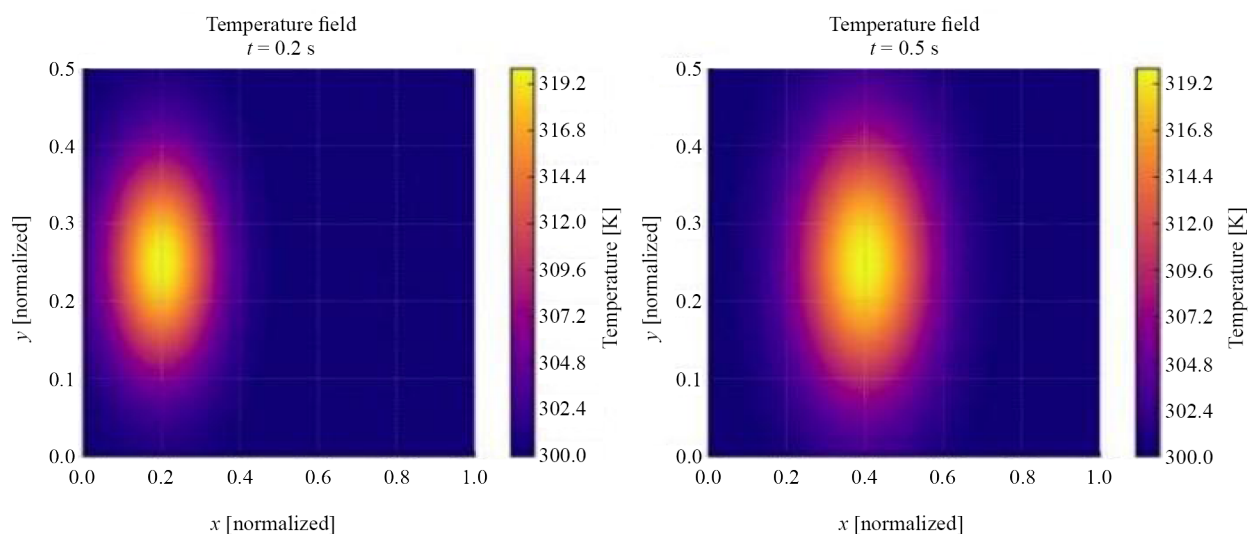 Temperature field
t = 0.2 s
0.5
0.4
0.3
0.2
0.1
0.0
y [normalized]
0.0 0.2 0.4 0.6 0.8 1.0
x [normalized]
319.2
316.8
314.4
312.0
309.6
307.2
304.8
302.4
300.0
Temperature [K]
Temperature field
t = 0.5 s
0.5
0.4
0.3
0.2
0.1
0.0
y [normalized]
0.0 0.2 0.4 0.6 0.8 1.0
x [normalized]
319.2
316.8
314.4
312.0
309.6
307.2
304.8
302.4
300.0
Temperature [K]